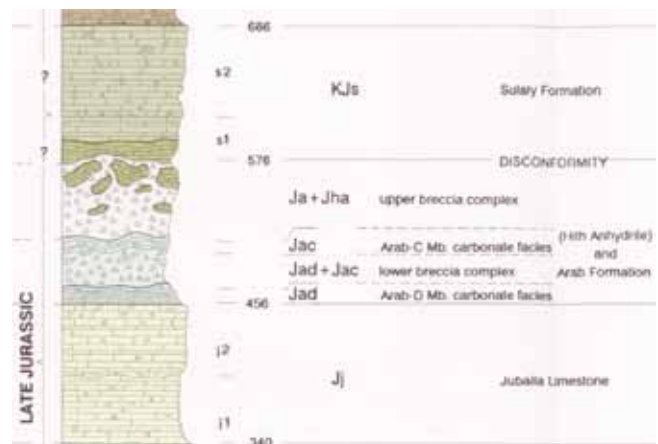 686
?
s2
KJs
Sulaiy Formation
s1
?
576
DISCONFORMITY
Ja + Jha upper breccia complex
(Hith Anhydrite)
Jac Arab-C Mb. carbonate facies and
Jad + Jac lower breccia complex Arab Formation
Jad Arab-D Mb. carbonate facies
456
LATE JURASSIC
j2
Jj
Jubaila Limestone
j1
340